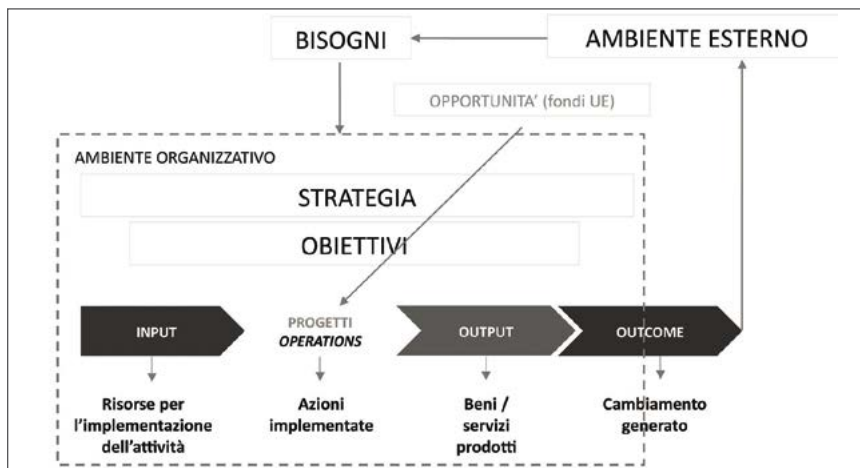 BISOGNI
AMBIENTE ESTERNO
OPPORTUNITA' (fondi UE)
AMBIENTE ORGANIZZATIVO
STRATEGIA
OBIETTIVI
INPUT
PROGETTI
OPERATIONS
OUTPUT
OUTCOME
Risorse per
l'implementazione
dell'attività
Azioni
implementate
Beni /
servizi
prodotti
Cambiamento
generato